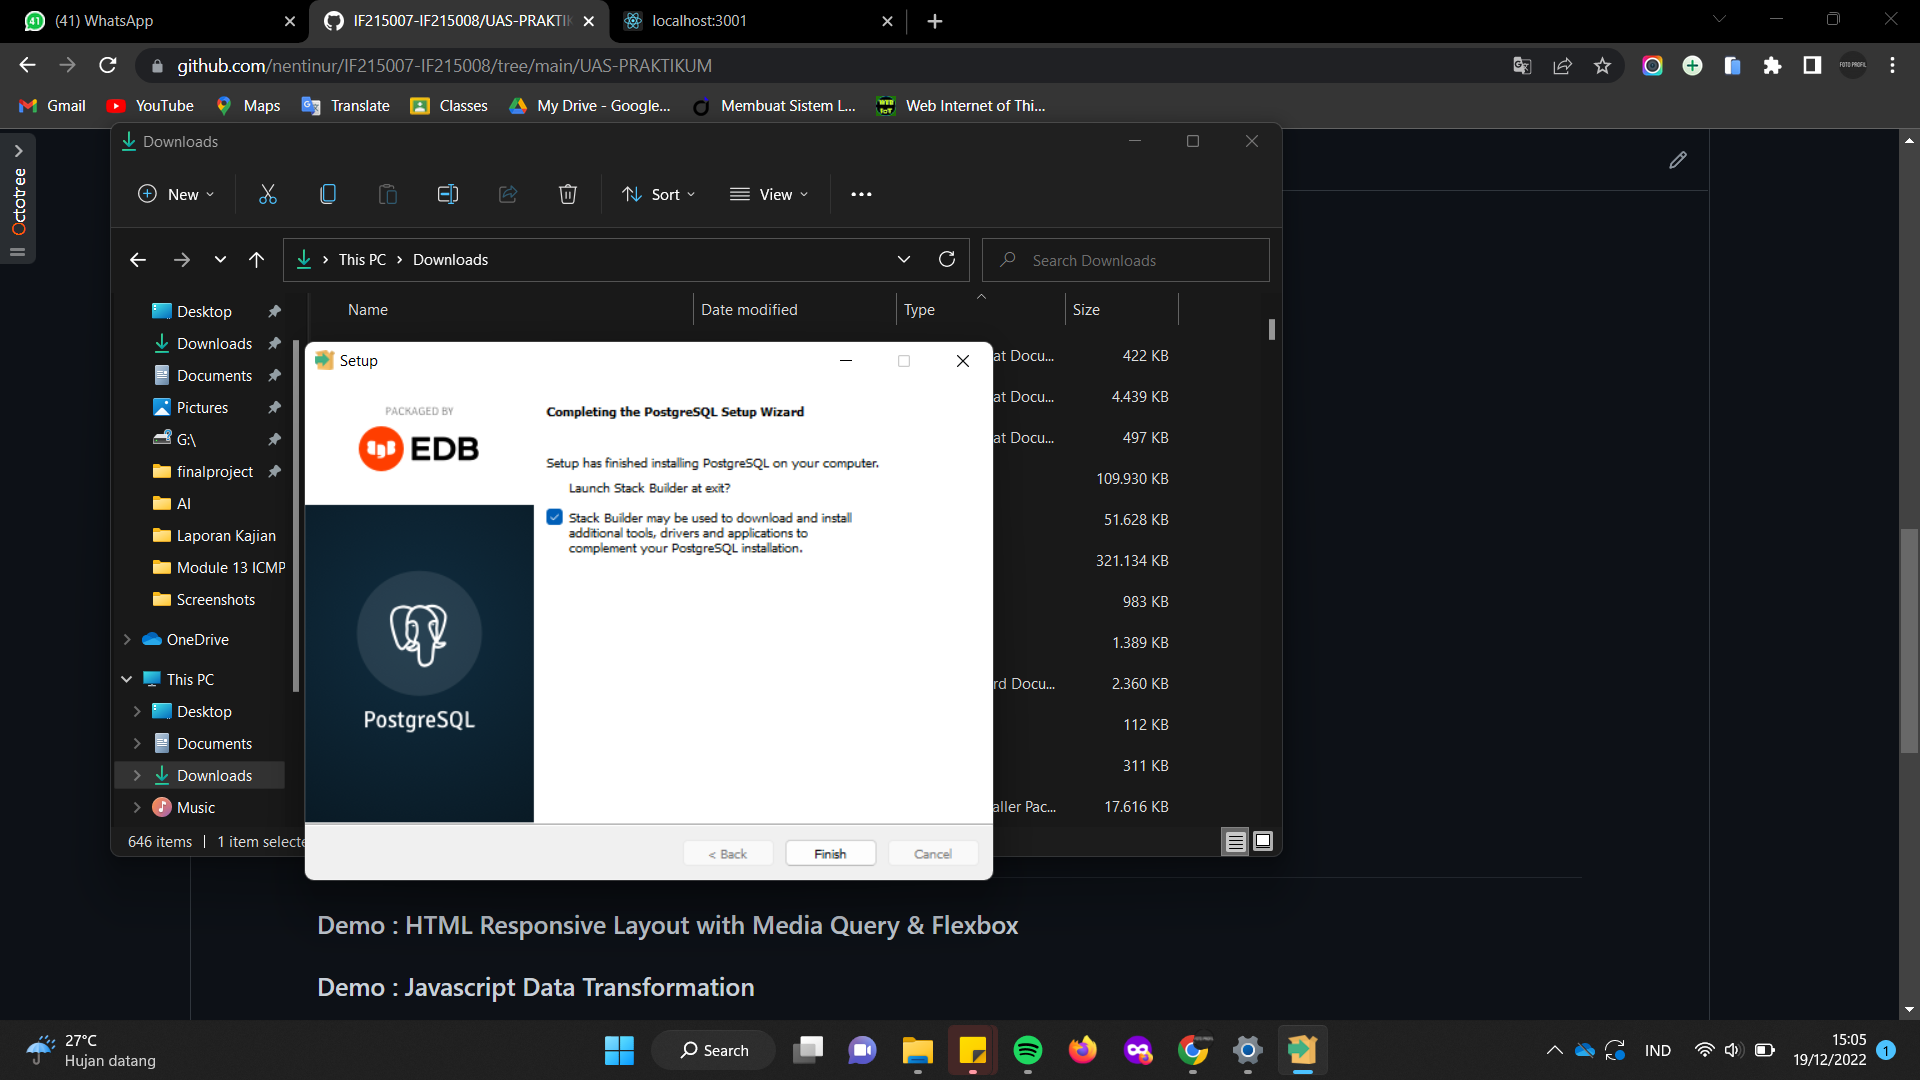 (41) WhatsApp
IF215007-IF215008/UAS-PRAKTIK
localhost:3001
github.com/nentinur/IF215007-IF215008/tree/main/UAS-PRAKTIKUM
FOTO PROFIL
Gmail
YouTube
Maps
Translate
Classes
My Drive - Google...
Membuat Sistem L...
Web Internet of Thi...
Octotree
Downloads
New
Sort
View
This PC
Downloads
Search Downloads
Name
Date modified
Type
Size
Desktop
Downloads
Documents
Pictures
G:\
finalproject
AI
Laporan Kajian
Module 13 ICMP
Screenshots
OneDrive
This PC
Desktop
Documents
Downloads
Music
at Docu... 422 KB
at Docu... 4.439 KB
at Docu... 497 KB
109.930 KB
51.628 KB
321.134 KB
983 KB
1.389 KB
rd Docu... 2.360 KB
112 KB
311 KB
aller Pac... 17.616 KB
646 items
1 item selecte
Setup
PACKAGED BY
EDB
PostgreSQL
Completing the PostgreSQL Setup Wizard
Setup has finished installing PostgreSQL on your computer.
Launch Stack Builder at exit?
Stack Builder may be used to download and install
additional tools, drivers and applications to
complement your PostgreSQL installation.
< Back
Finish
Cancel
Demo : HTML Responsive Layout with Media Query & Flexbox
Demo : Javascript Data Transformation
27°C
Hujan datang
Search
IND
15:05
19/12/2022
1